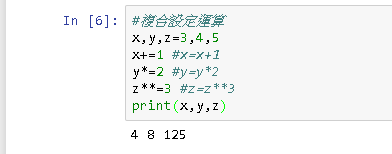 In [6]: #複合設定運算
x,y,z=3,4,5
x+=1 #x=x+1
y*=2 #y=y*2
z**=3 #z=z**3
print(x,y,z)
4 8 125